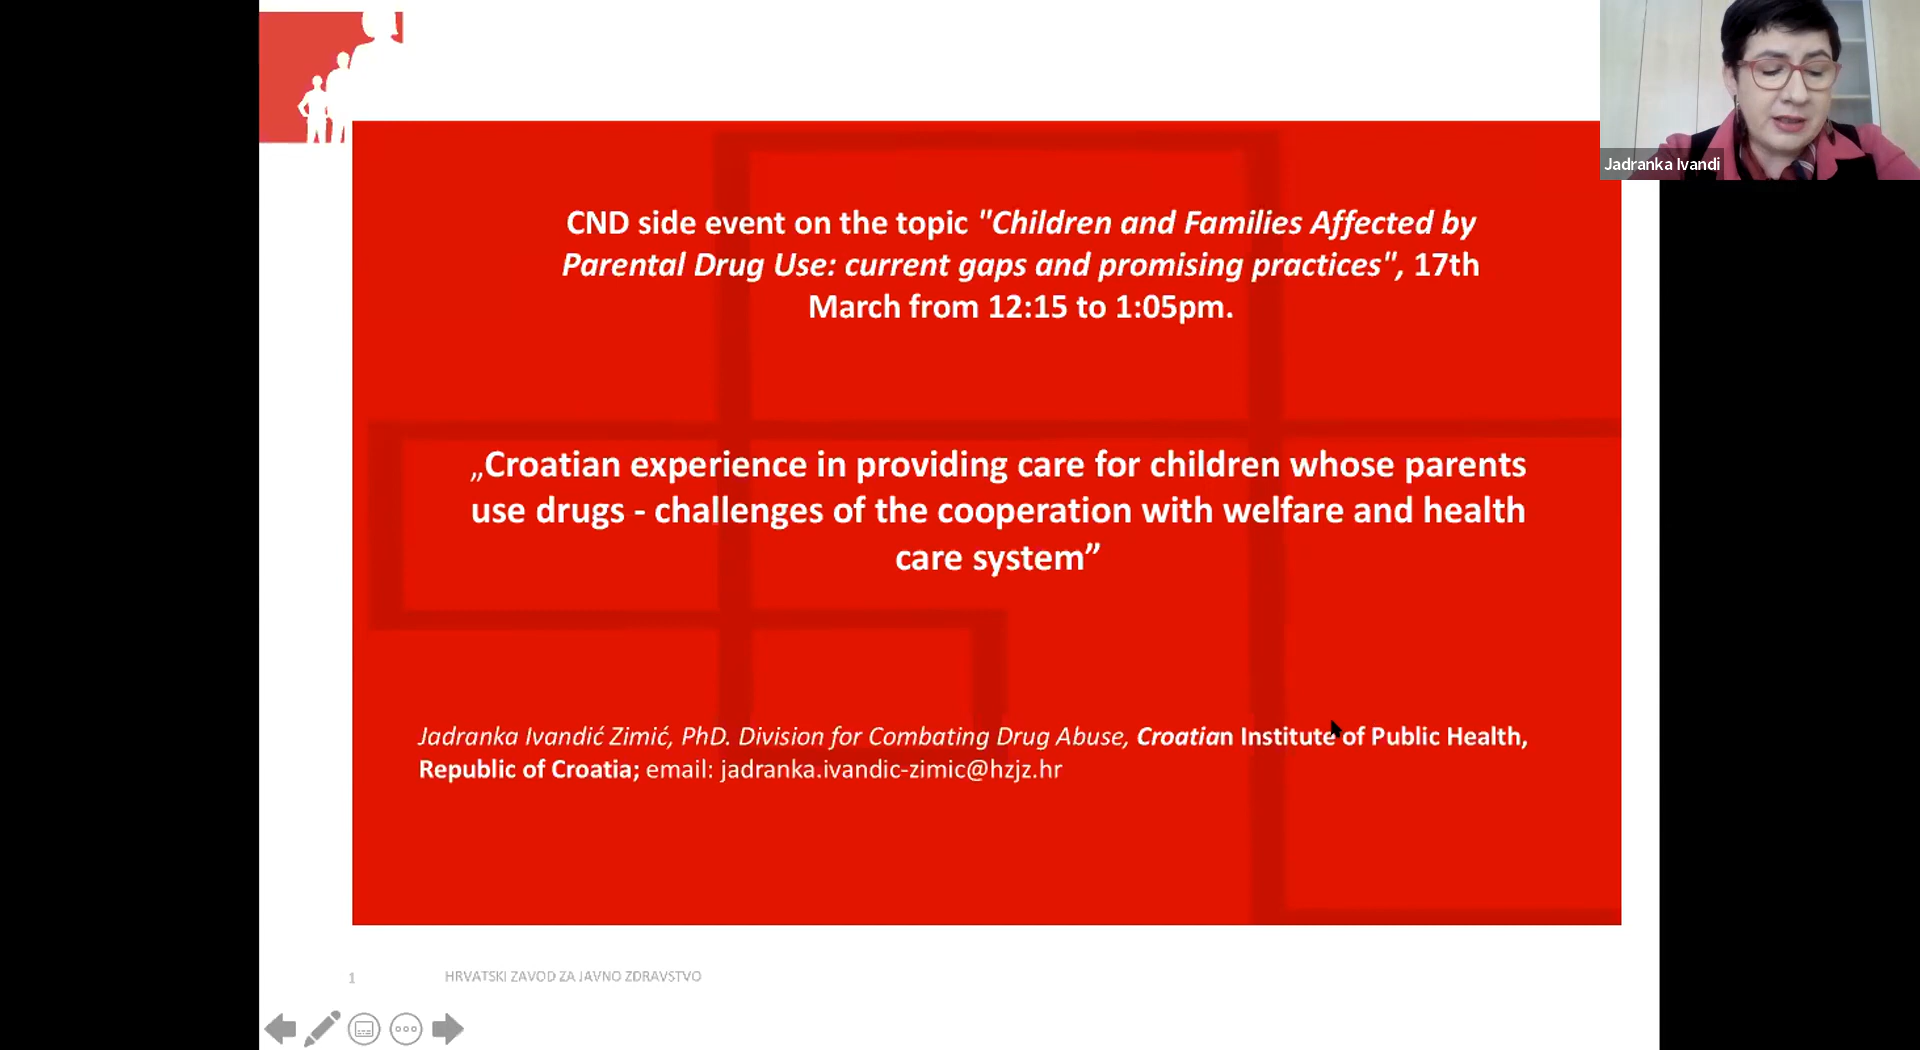 Jadranka Ivandi
CND side event on the topic "Children and Families Affected by
Parental Drug Use: current gaps and promising practices", 17th
March from 12:15 to 1:05pm.
„Croatian experience in providing care for children whose parents
use drugs - challenges of the cooperation with welfare and health
care system”
Jadranka Ivandić Zimić, PhD. Division for Combating Drug Abuse, Croatian Institute of Public Health,
Republic of Croatia; email: jadranka.ivandic-zimic@hzjz.hr
1 HRVATSKI ZAVOD ZA JAVNO ZDRAVSTVO